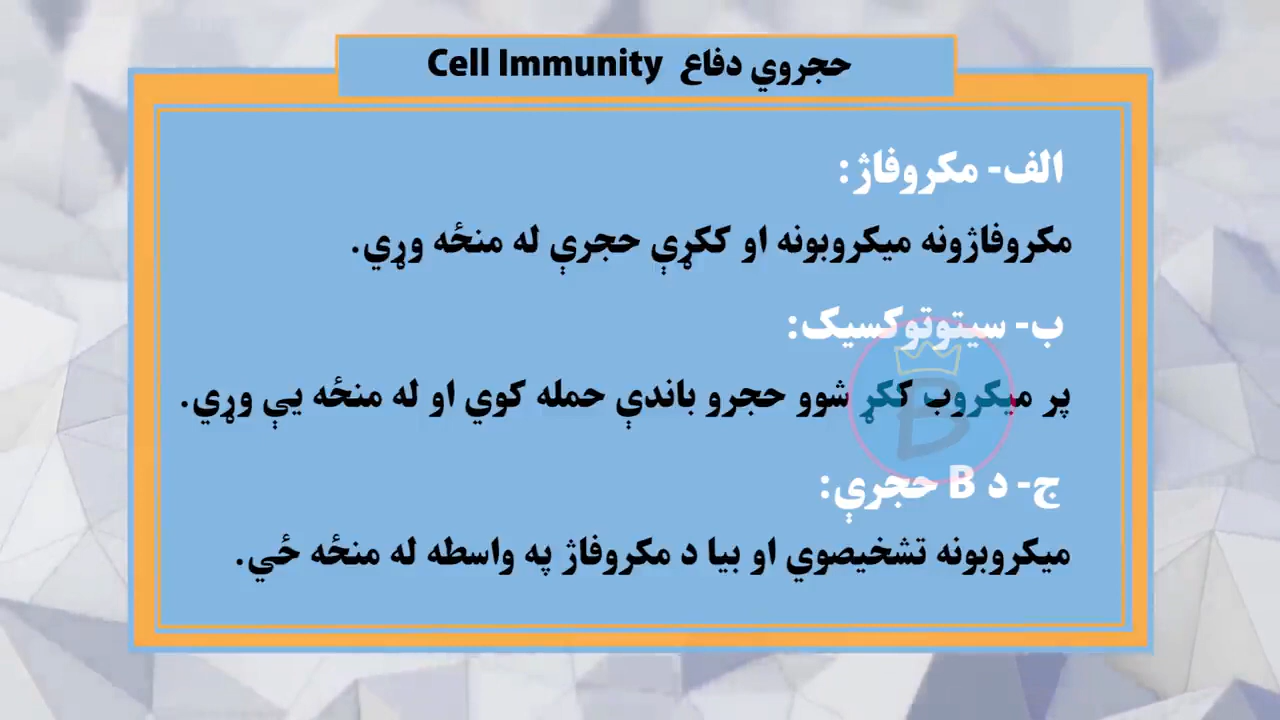 حجروي دفاع Cell Immunity
الف- مکروفاژ:
مکروفاژونه میکروبونه او ککړې حجرې له منځه وړي.
ب- سیتوتوکسیک:
پر میکروب ککړ شوو حجرو باندې حمله کوي او له منځه یې وړي.
ج- د B حجرې:
میکروبونه تشخیصوي او بیا د مکروفاژ په واسطه له منځه ځي.
B